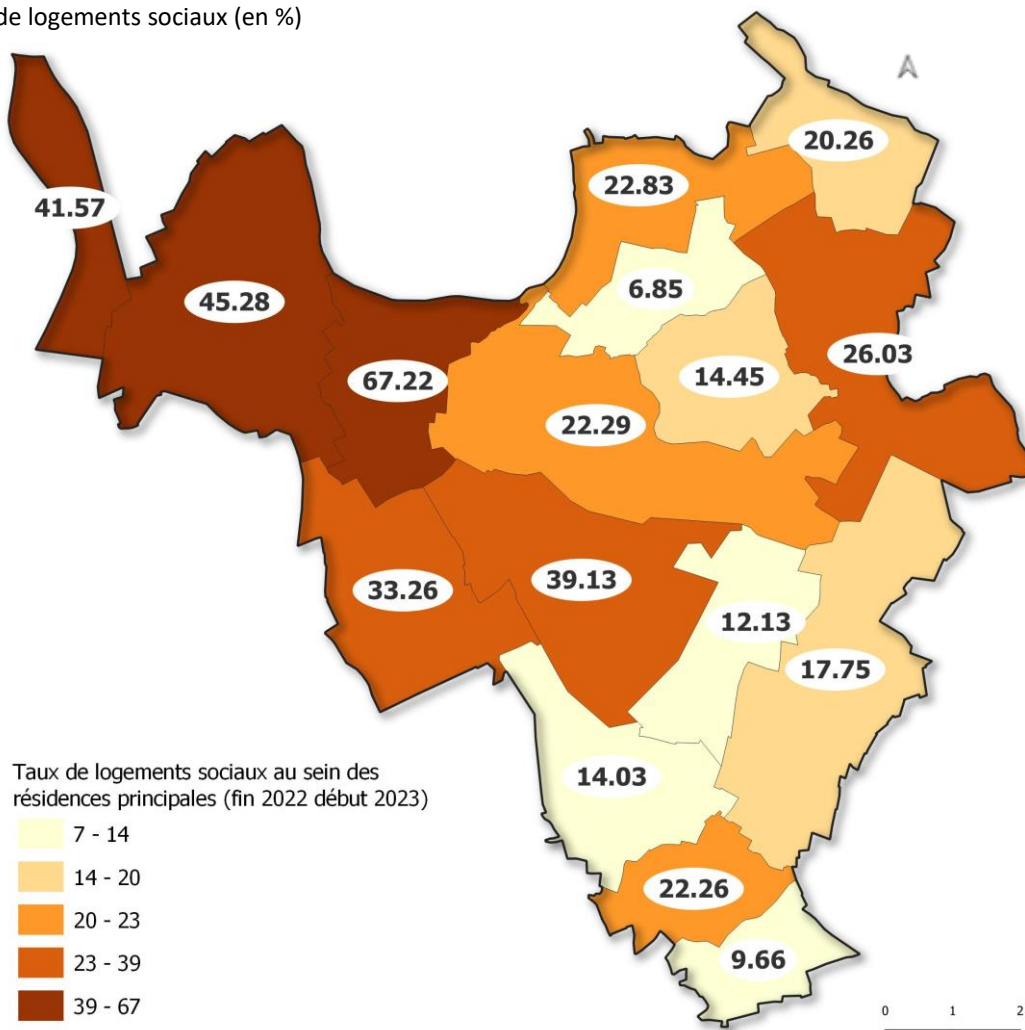 de logements sociaux (en %)
A
20.26
22.83
41.57
6.85
45.28
26.03
67.22
14.45
22.29
33.26
39.13
12.13
17.75
14.03
22.26
9.66
Taux de logements sociaux au sein des
résidences principales (fin 2022 début 2023)
7 - 14
14 - 20
20 - 23
23 - 39
39 - 67
0 1 2